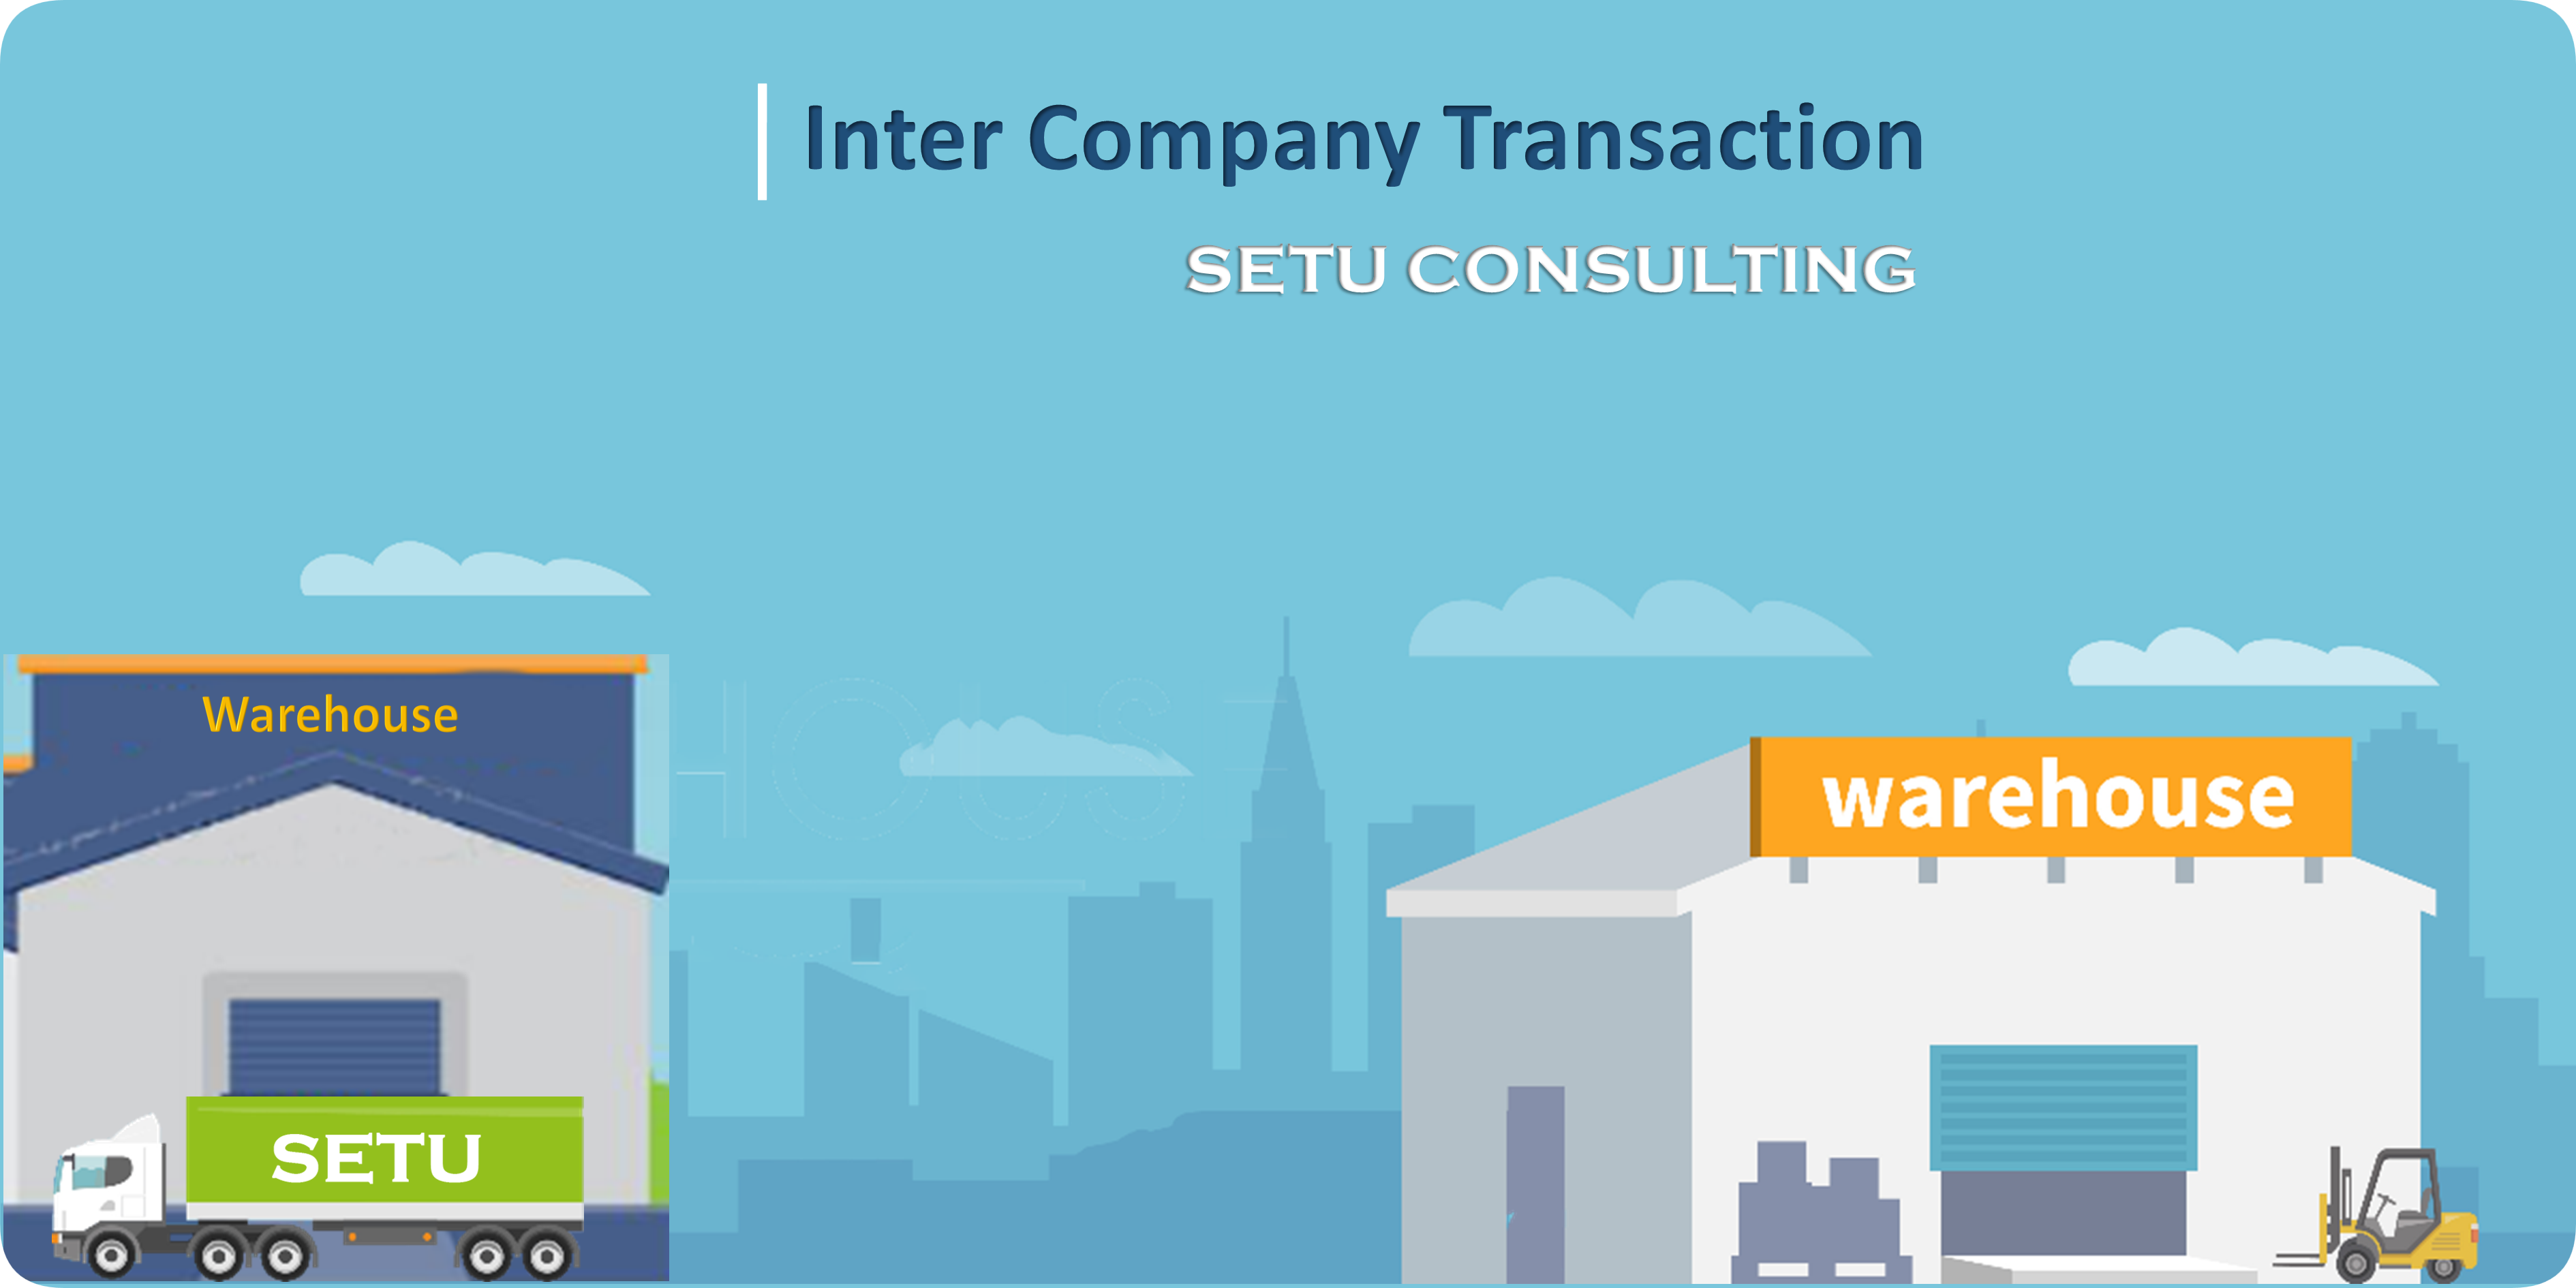 Inter Company Transaction
SETU CONSULTING
Warehouse
warehouse
SETU